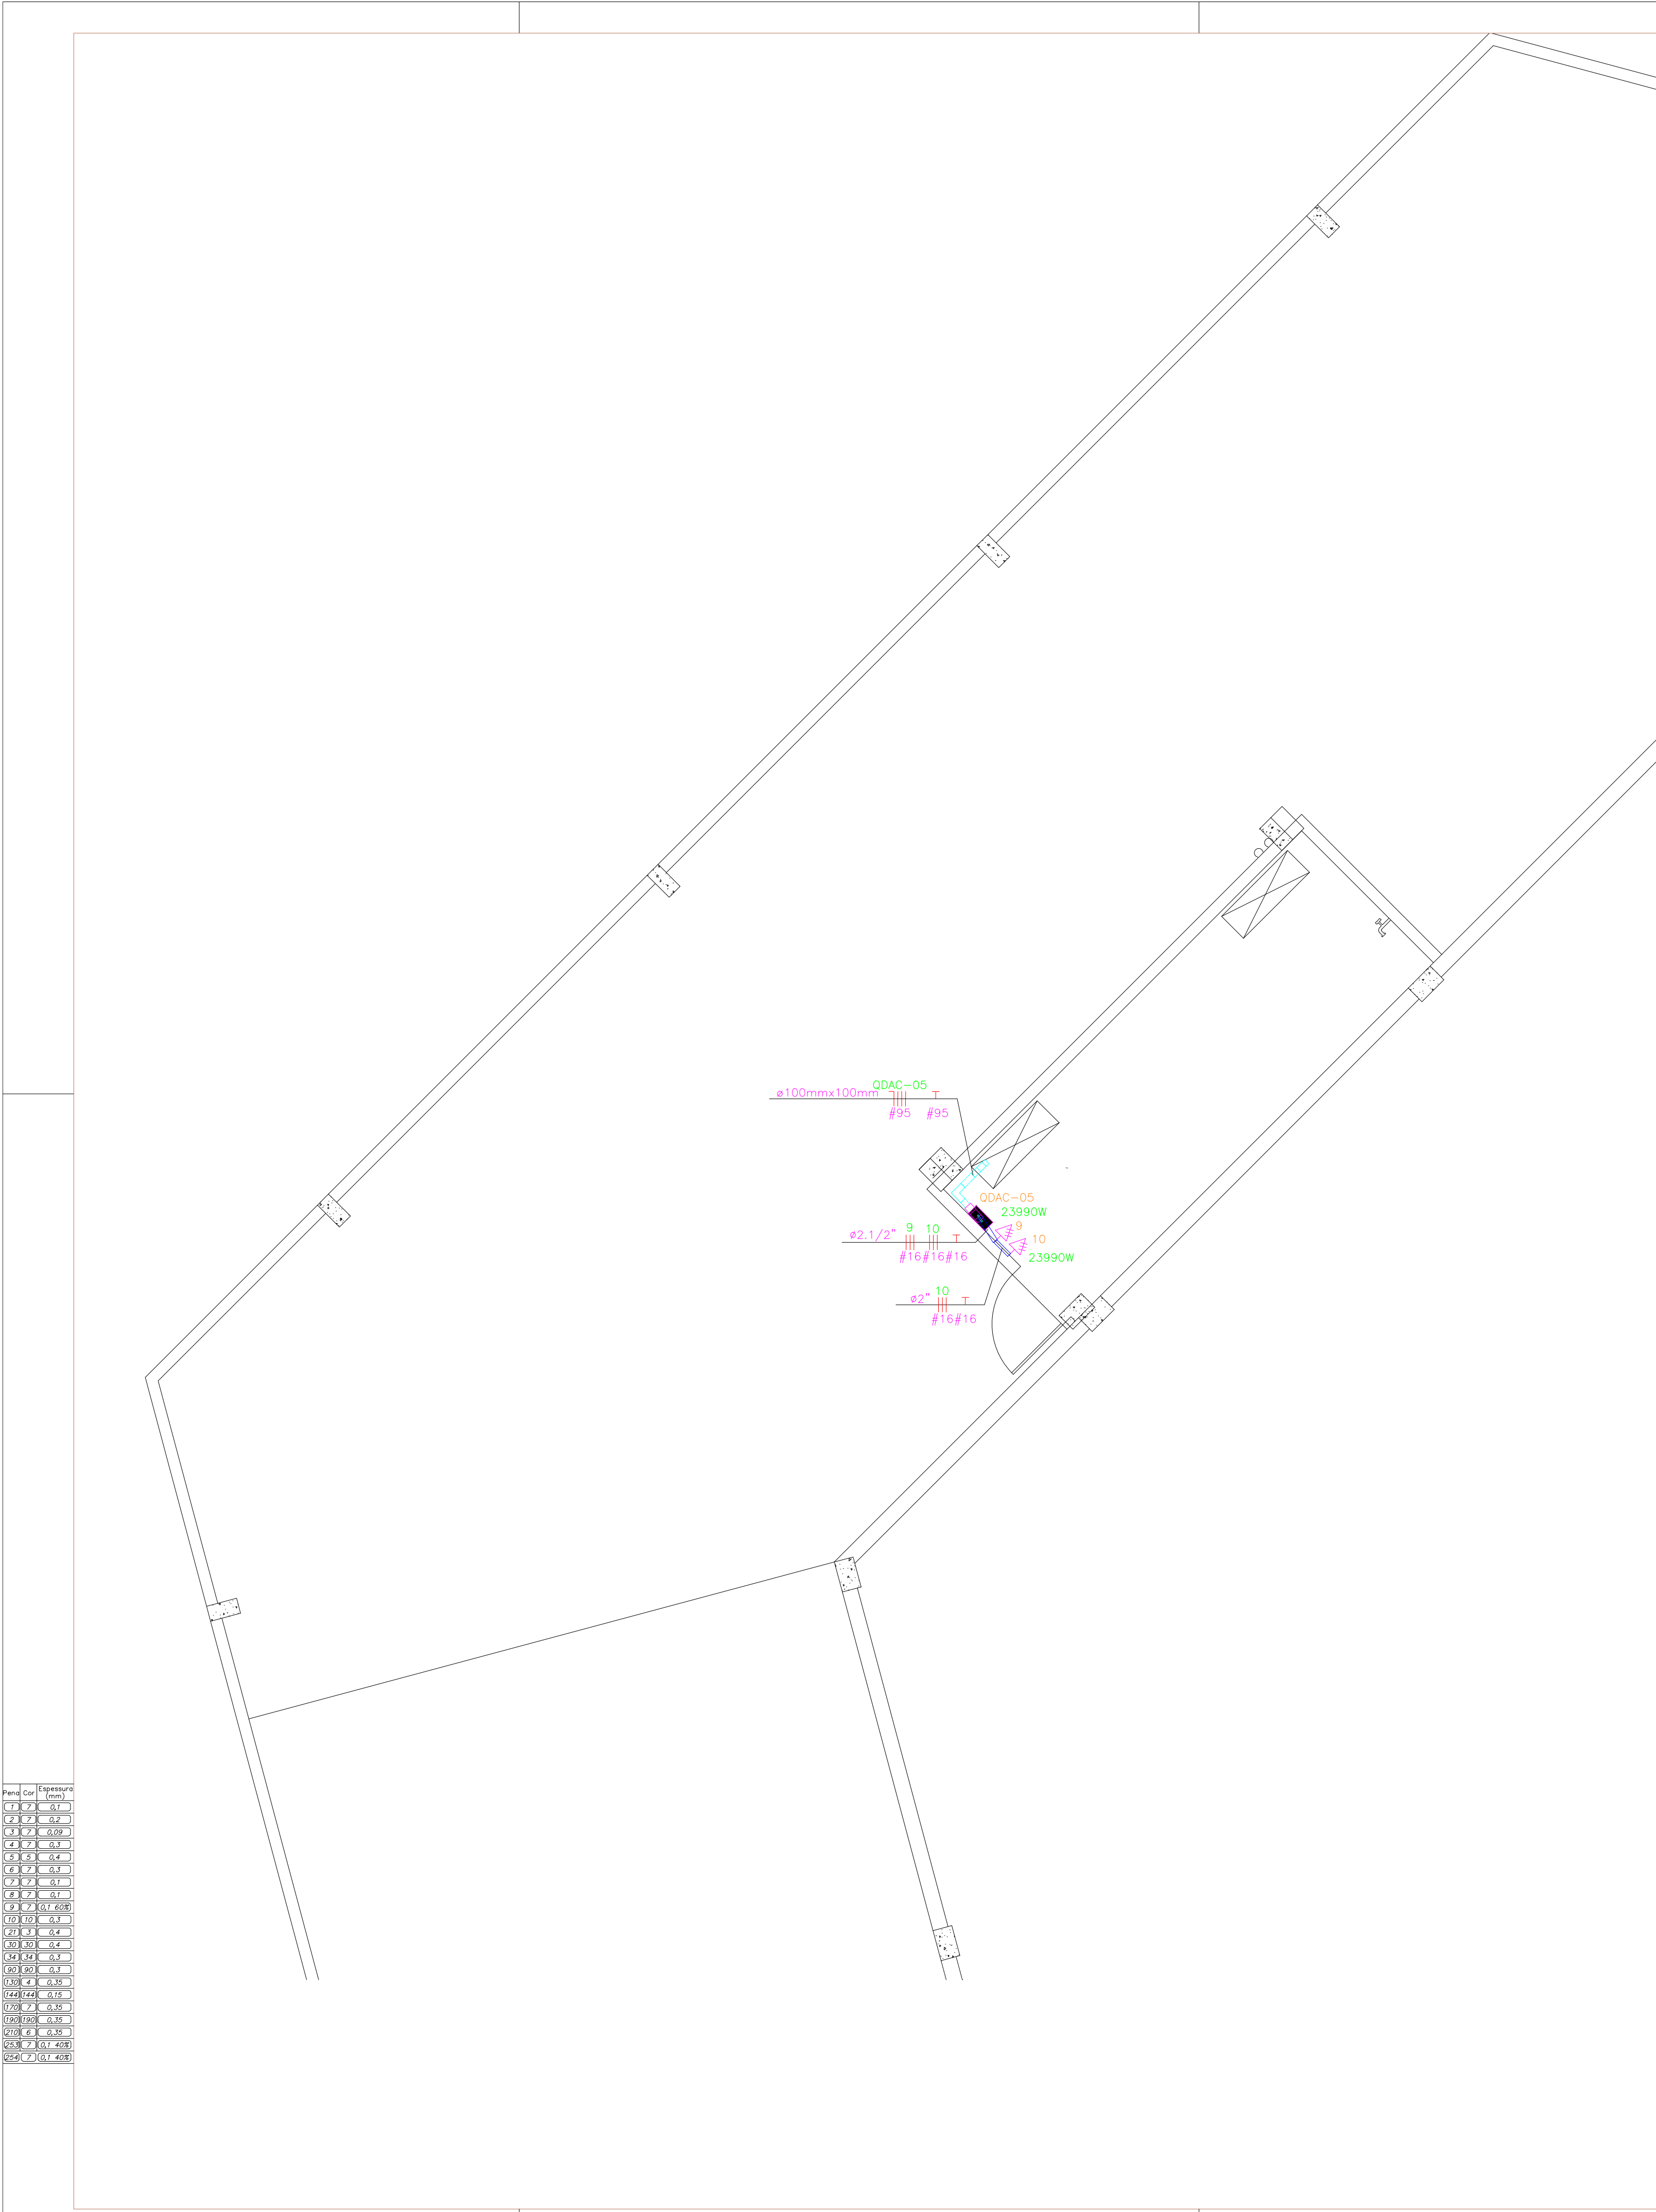 QDAC-05
ø100mmx100mm
#95 #95
QDAC-05
23990W
9
10
23990W
ø2.1/2" 9 10
#16#16#16
ø2" 10
#16#16
Pena Cor Espessura (mm)
1 7 0,1
2 7 0,2
3 7 0,09
4 7 0,3
5 5 0,4
6 7 0,3
7 7 0,1
8 7 0,1
9 7 0,1 60%
10 10 0,3
21 3 0,4
30 30 0,4
34 34 0,3
90 90 0,3
130 4 0,35
144 144 0,15
170 7 0,35
190 190 0,35
210 6 0,35
253 7 0,1 40%
254 7 0,1 40%